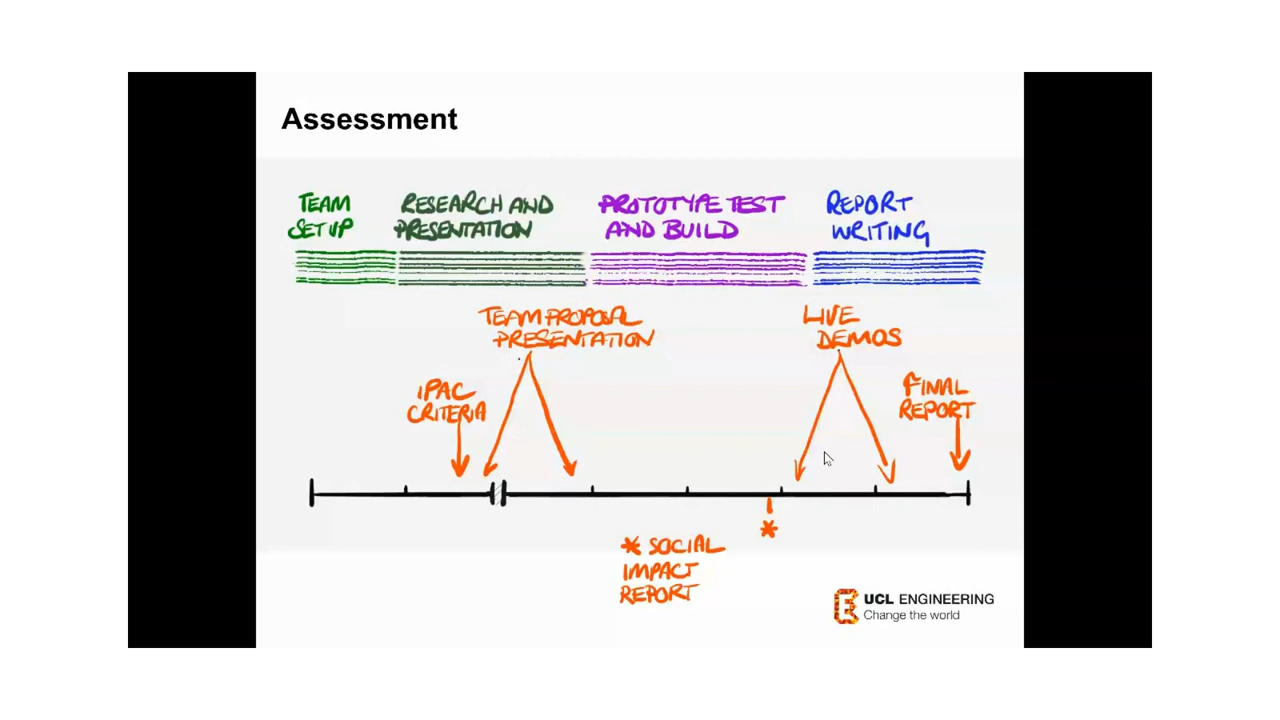 Assessment
TEAM
SET UP
RESEARCH AND
PRESENTATION
PROTOTYPE TEST
AND BUILD
REPORT
WRITING
TEAM PROPOSAL
PRESENTATION
LIVE
DEMOS
IPAC
CRITERIA
FINAL
REPORT
* SOCIAL
IMPACT
REPORT
*
UCL ENGINEERING
Change the world